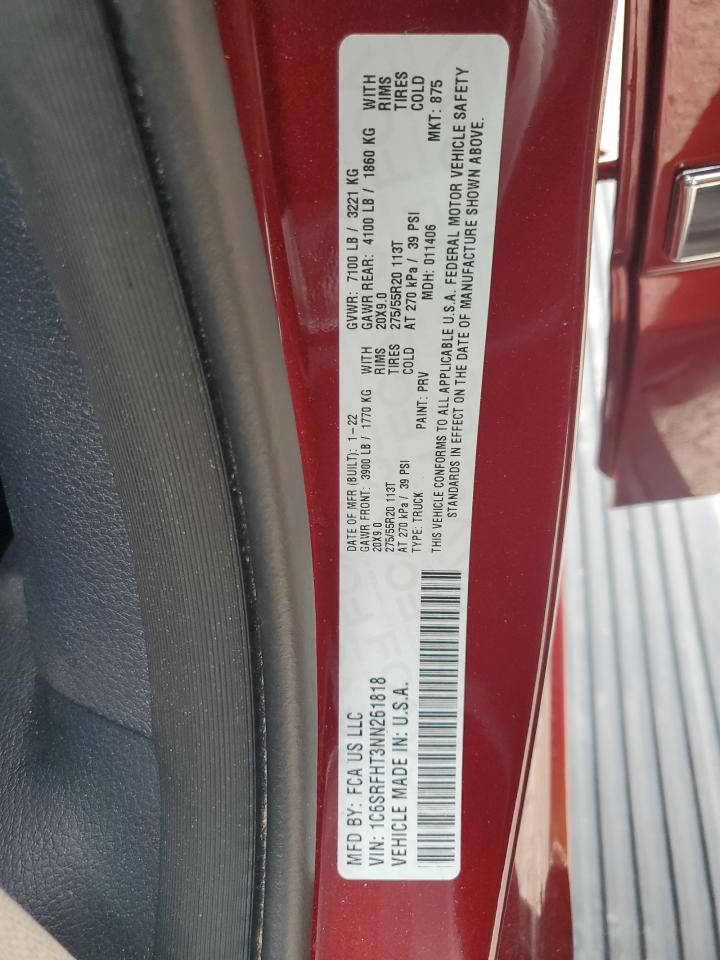 MFD BY: FCA US LLC
VIN: 1C6SRFHT3NN261818
VEHICLE MADE IN: U.S.A.
DATE OF MFR (BUILT): 1-22
GAWR FRONT: 3900 LB / 1770 KG WITH
20X9.0 RIMS
275/55R20 113T TIRES
AT 270 kPa / 39 PSI COLD
TYPE: TRUCK PAINT: PRV
GVWR: 7100 LB / 3221 KG
GAWR REAR: 4100 LB / 1860 KG WITH
20X9.0 RIMS
275/55R20 113T TIRES
AT 270 kPa / 39 PSI COLD
MDH: 011406 MKT: 875
THIS VEHICLE CONFORMS TO ALL APPLICABLE U.S.A. FEDERAL MOTOR VEHICLE SAFETY
STANDARDS IN EFFECT ON THE DATE OF MANUFACTURE SHOWN ABOVE.